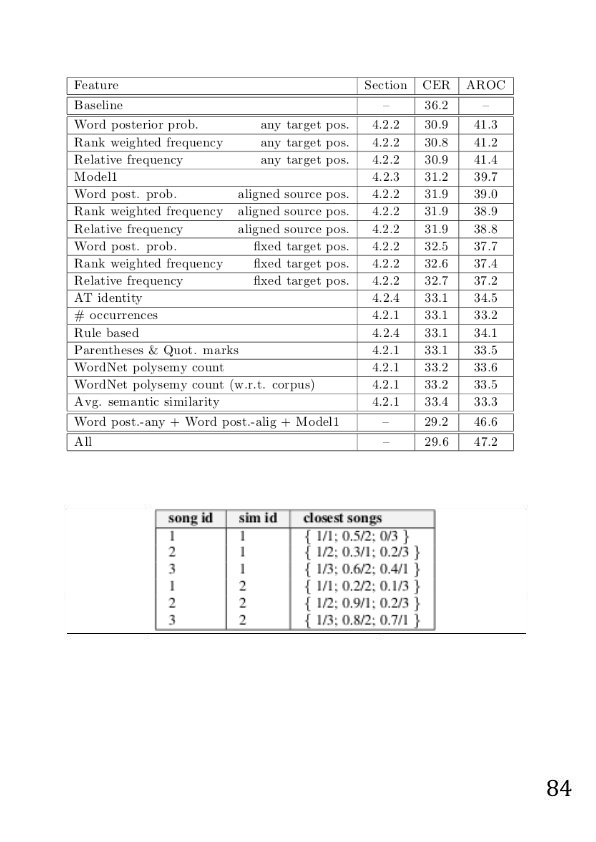 Feature Section CER AROC
Baseline – 36.2 –
Word posterior prob. any target pos. 4.2.2 30.9 41.3
Rank weighted frequency any target pos. 4.2.2 30.8 41.2
Relative frequency any target pos. 4.2.2 30.9 41.4
Model1 4.2.3 31.2 39.7
Word post. prob. aligned source pos. 4.2.2 31.9 39.0
Rank weighted frequency aligned source pos. 4.2.2 31.9 38.9
Relative frequency aligned source pos. 4.2.2 31.9 38.8
Word post. prob. fixed target pos. 4.2.2 32.5 37.7
Rank weighted frequency fixed target pos. 4.2.2 32.6 37.4
Relative frequency fixed target pos. 4.2.2 32.7 37.2
AT identity 4.2.4 33.1 34.5
# occurrences 4.2.1 33.1 33.2
Rule based 4.2.4 33.1 34.1
Parentheses & Quot. marks 4.2.1 33.1 33.5
WordNet polysemy count 4.2.1 33.2 33.6
WordNet polysemy count (w.r.t. corpus) 4.2.1 33.2 33.5
Avg. semantic similarity 4.2.1 33.4 33.3
Word post.-any + Word post.-alig + Model1 – 29.2 46.6
All – 29.6 47.2
song id sim id closest songs
1 1 { 1/1; 0.5/2; 0/3 }
2 1 { 1/2; 0.3/1; 0.2/3 }
3 1 { 1/3; 0.6/2; 0.4/1 }
1 2 { 1/1; 0.2/2; 0.1/3 }
2 2 { 1/2; 0.9/1; 0.2/3 }
3 2 { 1/3; 0.8/2; 0.7/1 }
84